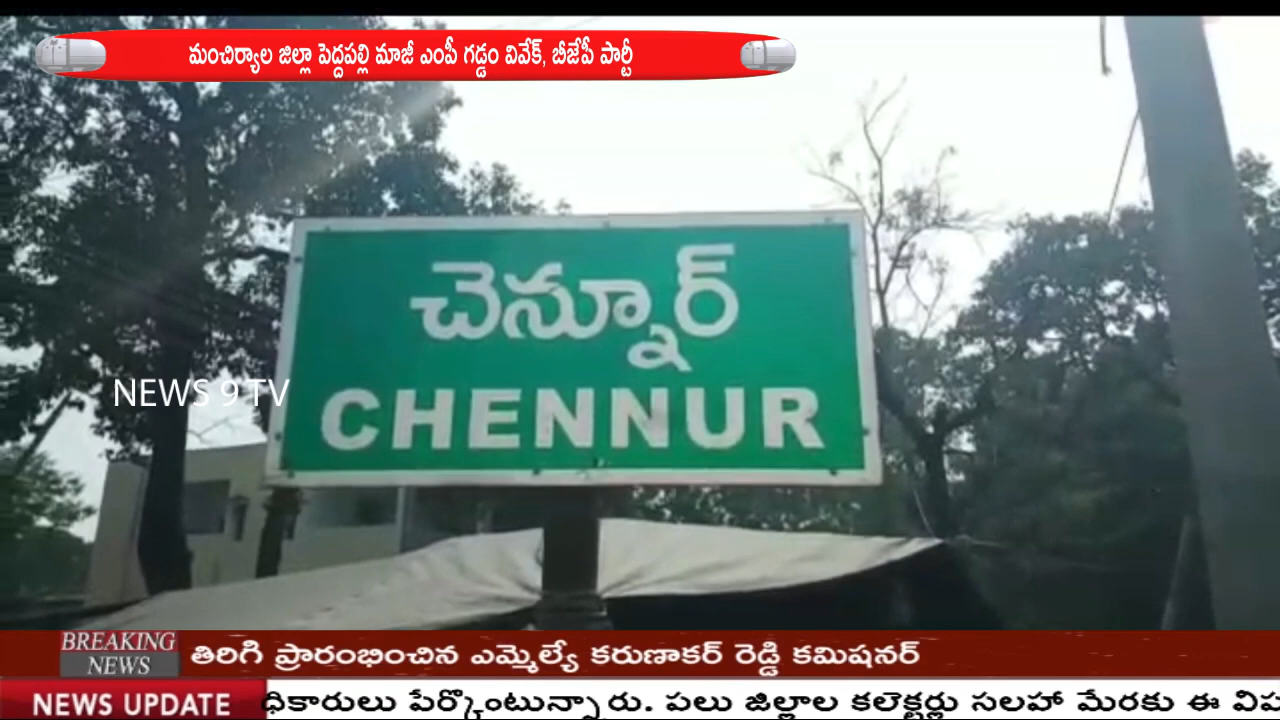 మంచిర్యాల జిల్లా పెద్దపల్లి మాజీ ఎంపీ గడ్డం వివేక్, బీజేపీ పార్టీ
చెన్నూర్
CHENNUR
NEWS 9 TV
BREAKING NEWS
తిరిగి ప్రారంభించిన ఎమ్మెల్యే కరుణాకర్ రెడ్డి కమిషనర్
NEWS UPDATE
ధికారులు పేర్కొంటున్నారు. పలు జిల్లాల కలెక్టర్లు సలహా మేరకు ఈ విప